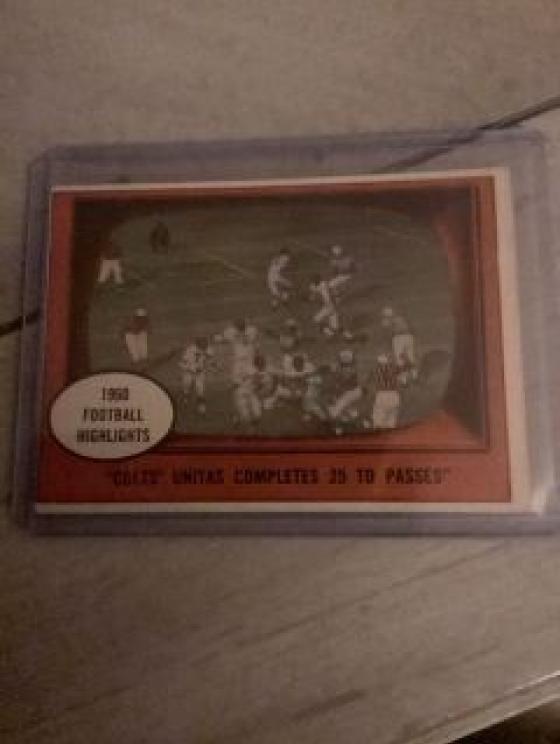 1960
FOOTBALL
HIGHLIGHTS
"COLTS" UNITAS COMPLETES 25 TD PASSES"